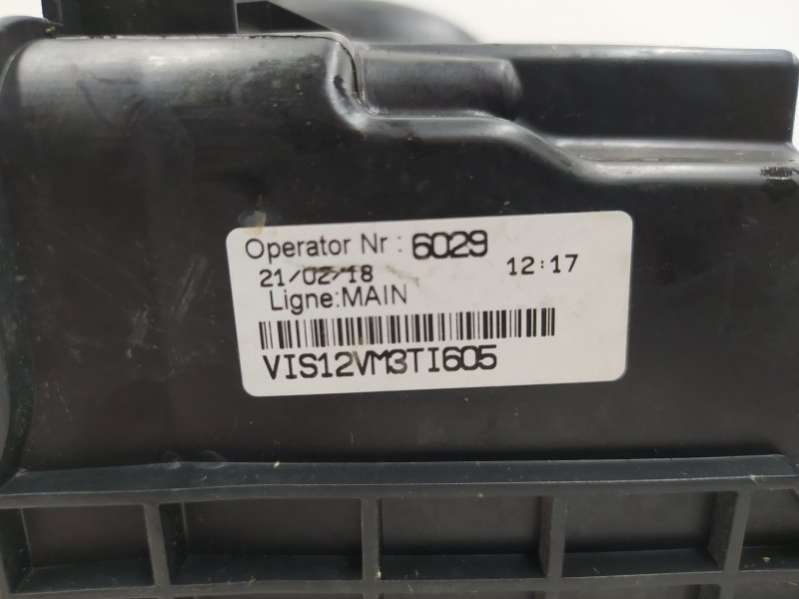 Operator Nr : 6029
21/02/18 12:17
Ligne:MAIN
VIS12VM3TI605